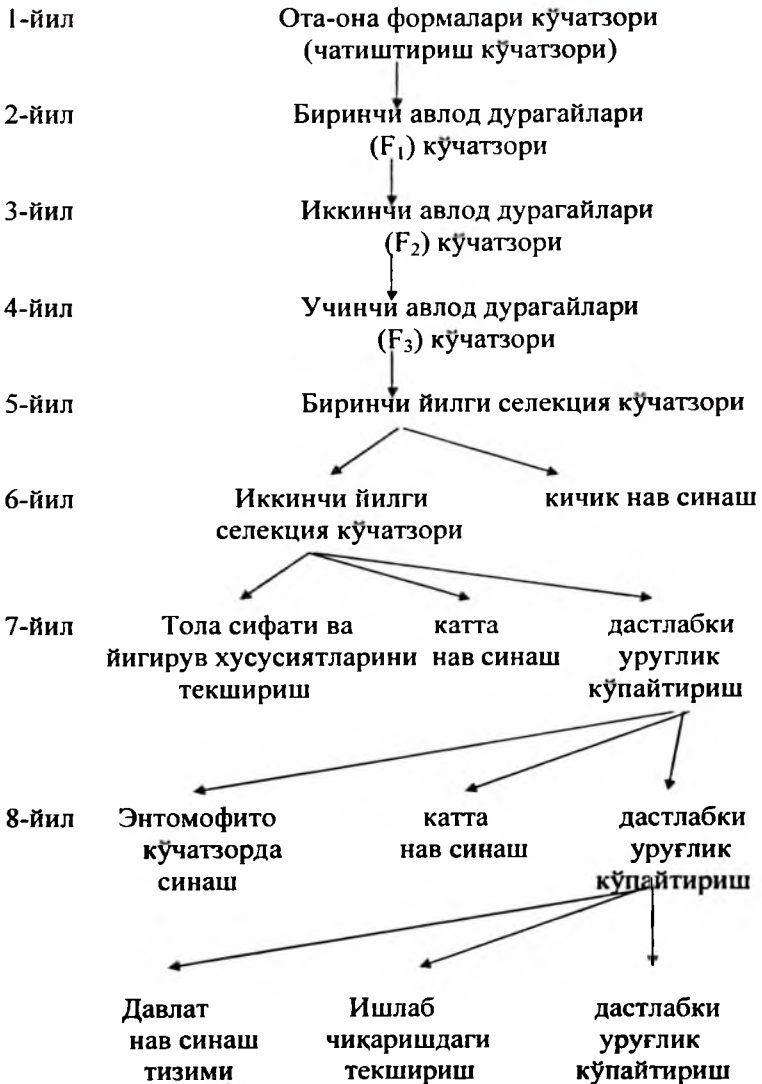 1-йил Ота-она формалари кўчатзори
(чатиштириш кўчатзори)
2-йил Биринчи авлод дурагайлари
(F₁) кўчатзори
3-йил Иккинчи авлод дурагайлари
(F₂) кўчатзори
4-йил Учинчи авлод дурагайлари
(F₃) кўчатзори
5-йил Биринчи йилги селекция кўчатзори
6-йил Иккинчи йилги кичик нав синаш
селекция кўчатзори
7-йил Тола сифати ва катта дастлабки
йигирув хусусиятларини нав синаш уруглик
текшириш кўпайтириш
8-йил Энтомофито катта дастлабки
кўчатзорда нав синаш уруғлик
синаш кўпайтириш
Давлат Ишлаб дастлабки
нав синаш чиқаришдаги уруғлик
тизими текшириш кўпайтириш